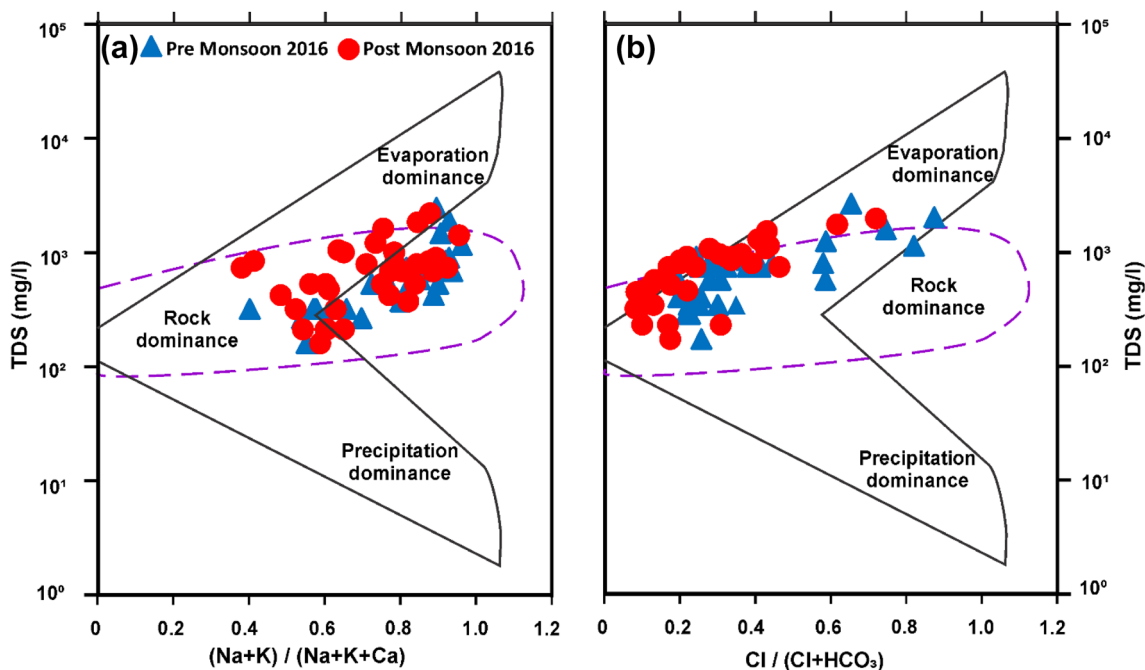 (a) Pre Monsoon 2016 Post Monsoon 2016
(b)
10⁵
10⁴
10³
10²
10¹
10⁰
TDS (mg/l)
Evaporation
dominance
Rock
dominance
Precipitation
dominance
0 0.2 0.4 0.6 0.8 1.0 1.2
(Na+K) / (Na+K+Ca)
Evaporation
dominance
Rock
dominance
Precipitation
dominance
0 0.2 0.4 0.6 0.8 1.0 1.2
Cl / (Cl+HCO₃)
10⁵
10⁴
10³
10²
10¹
10⁰
TDS (mg/l)